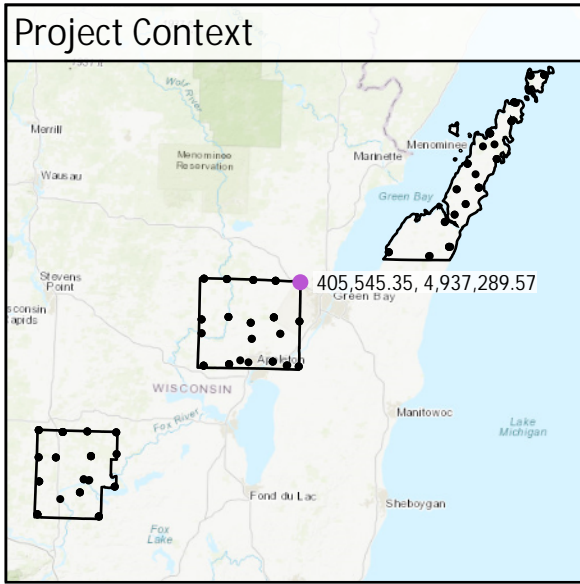 Project Context
Wolf
River
Merrill
Menominee
Reservation
Menominee
Marinette
Wausau
Green Bay
Stevens
Point
405,545.35, 4,937,289.57
Green Bay
sconsin
Rapids
Appleton
WISCONSIN
Manitowoc
Fox River
Lake
Michigan
Fond du Lac
Sheboygan
Fox
Lake